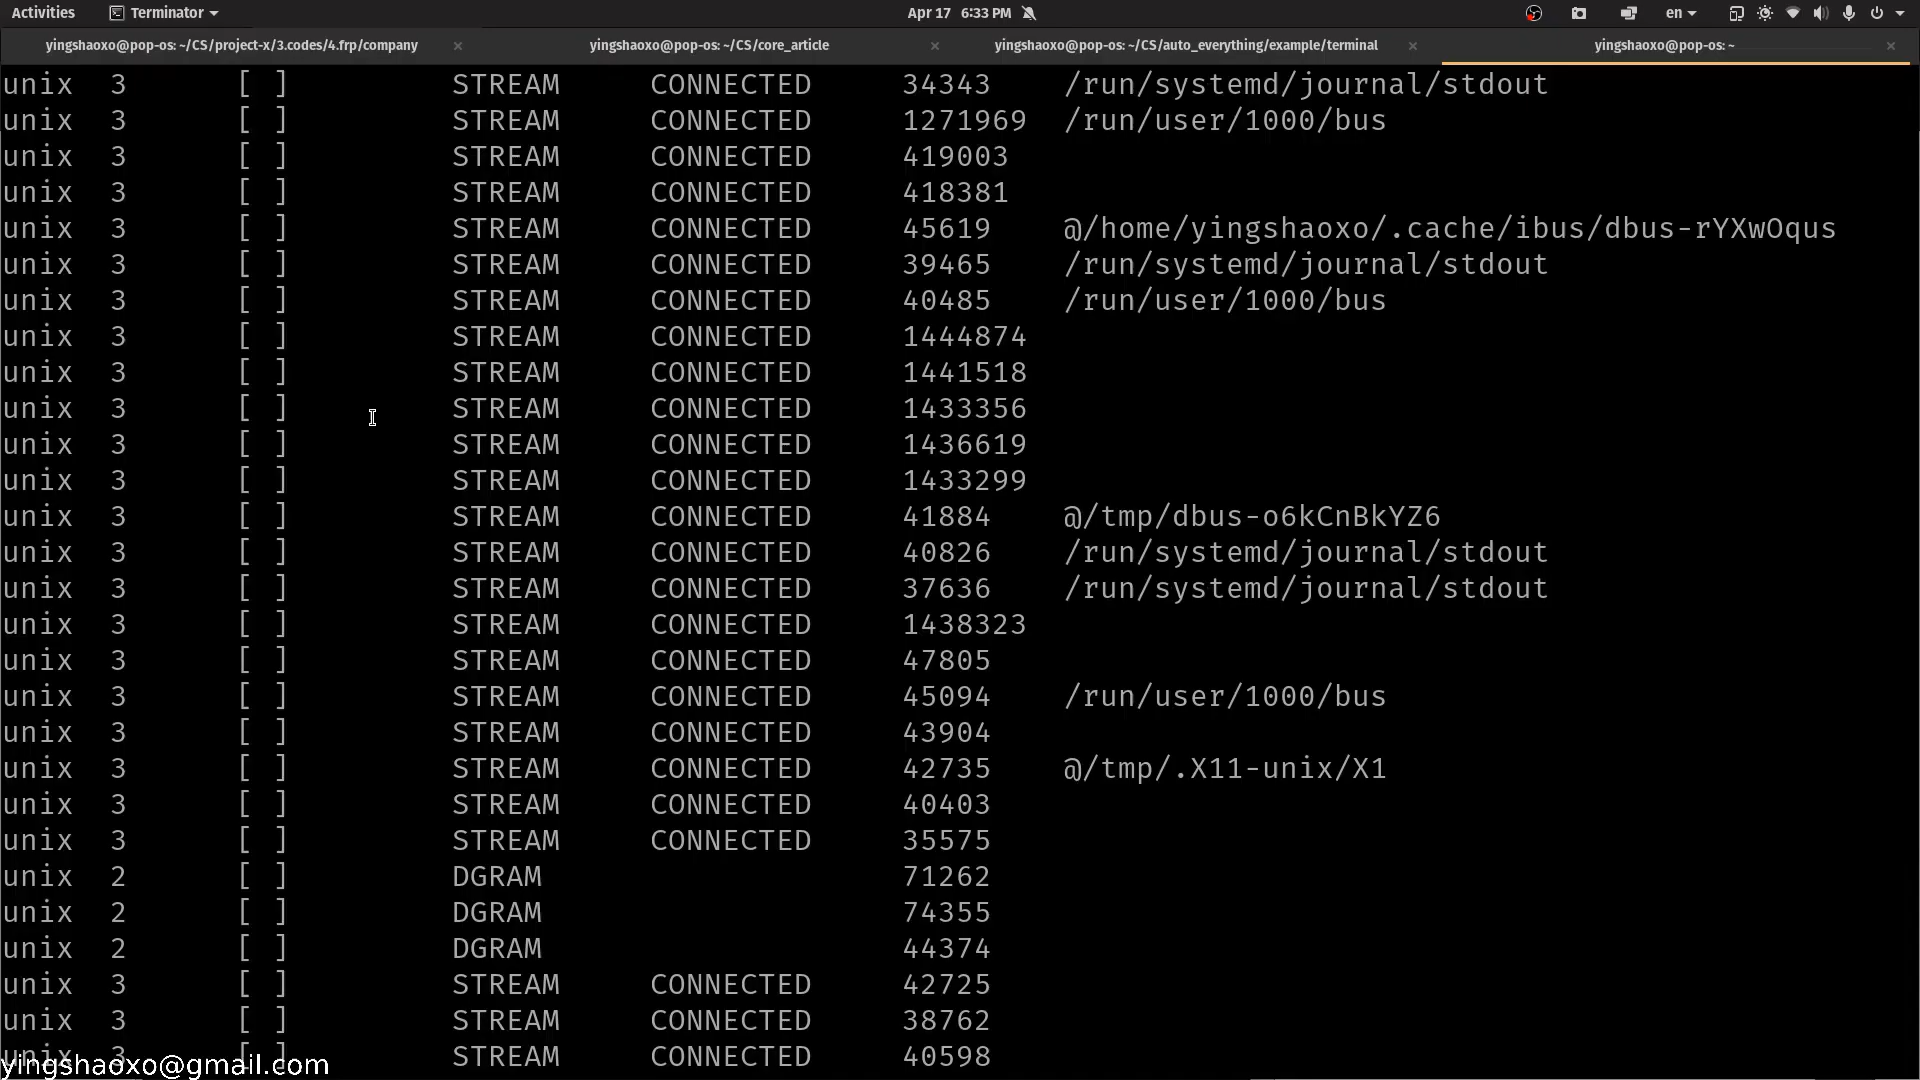 Activities Terminator Apr 17 6:33 PM en
yingshaoxo@pop-os: ~/CS/project-x/3.codes/4.frp/company × yingshaoxo@pop-os: ~/CS/core_article × yingshaoxo@pop-os: ~/CS/auto_everything/example/terminal × yingshaoxo@pop-os: ~ ×
unix 3 [ ] STREAM CONNECTED 34343 /run/systemd/journal/stdout
unix 3 [ ] STREAM CONNECTED 1271969 /run/user/1000/bus
unix 3 [ ] STREAM CONNECTED 419003
unix 3 [ ] STREAM CONNECTED 418381
unix 3 [ ] STREAM CONNECTED 45619 @/home/yingshaoxo/.cache/ibus/dbus-rYXwOqus
unix 3 [ ] STREAM CONNECTED 39465 /run/systemd/journal/stdout
unix 3 [ ] STREAM CONNECTED 40485 /run/user/1000/bus
unix 3 [ ] STREAM CONNECTED 1444874
unix 3 [ ] STREAM CONNECTED 1441518
unix 3 [ ] STREAM CONNECTED 1433356
unix 3 [ ] STREAM CONNECTED 1436619
unix 3 [ ] STREAM CONNECTED 1433299
unix 3 [ ] STREAM CONNECTED 41884 @/tmp/dbus-o6kCnBkYZ6
unix 3 [ ] STREAM CONNECTED 40826 /run/systemd/journal/stdout
unix 3 [ ] STREAM CONNECTED 37636 /run/systemd/journal/stdout
unix 3 [ ] STREAM CONNECTED 1438323
unix 3 [ ] STREAM CONNECTED 47805
unix 3 [ ] STREAM CONNECTED 45094 /run/user/1000/bus
unix 3 [ ] STREAM CONNECTED 43904
unix 3 [ ] STREAM CONNECTED 42735 @/tmp/.X11-unix/X1
unix 3 [ ] STREAM CONNECTED 40403
unix 3 [ ] STREAM CONNECTED 35575
unix 2 [ ] DGRAM 71262
unix 2 [ ] DGRAM 74355
unix 2 [ ] DGRAM 44374
unix 3 [ ] STREAM CONNECTED 42725
unix 3 [ ] STREAM CONNECTED 38762
unix 3 [ ] STREAM CONNECTED 40598
yingshaoxo@gmail.com